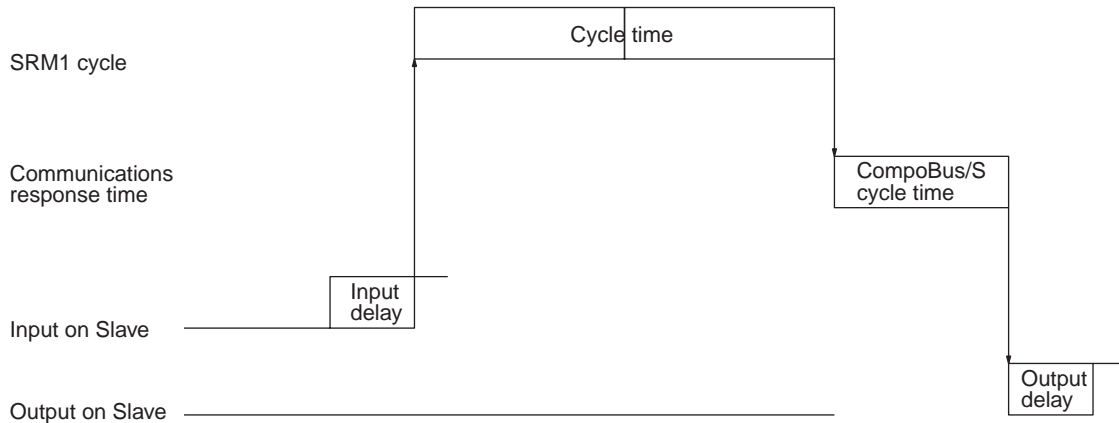 Cycle time
SRM1 cycle
Communications
response time
CompoBus/S
cycle time
Input
delay
Input on Slave
Output
delay
Output on Slave